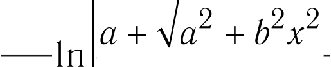 ln|a + √a² + b²x²